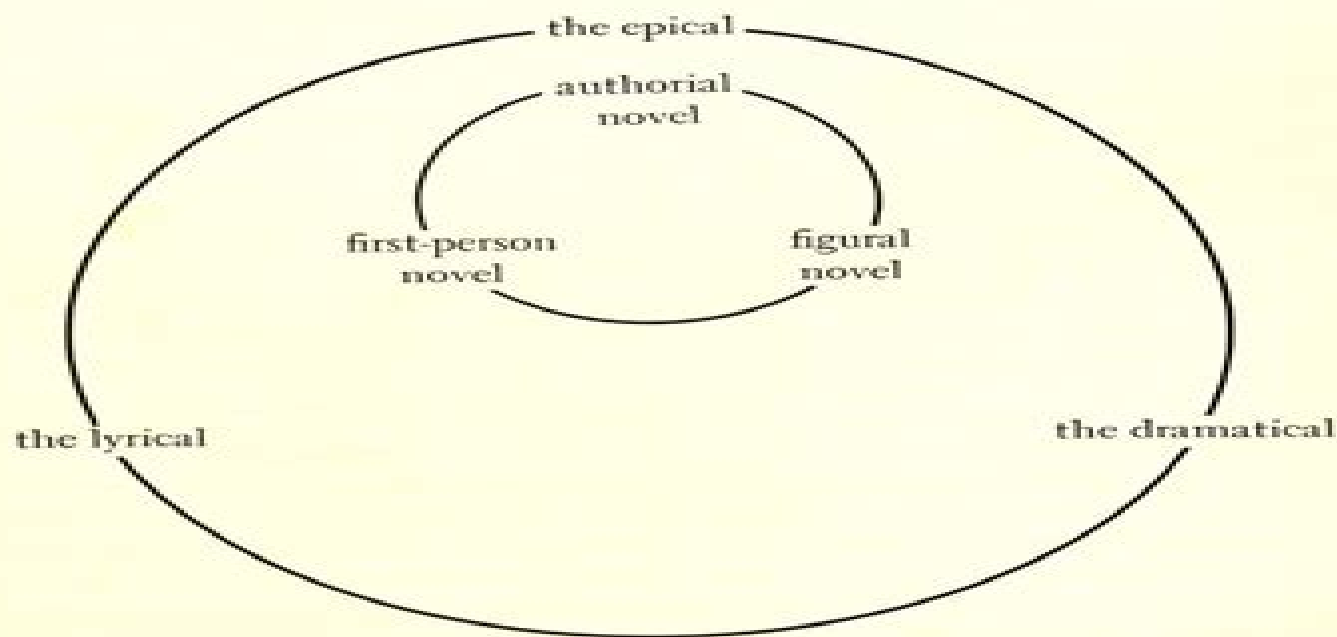 the epical
authorial
novel
first-person
novel
figural
novel
the lyrical
the dramatical